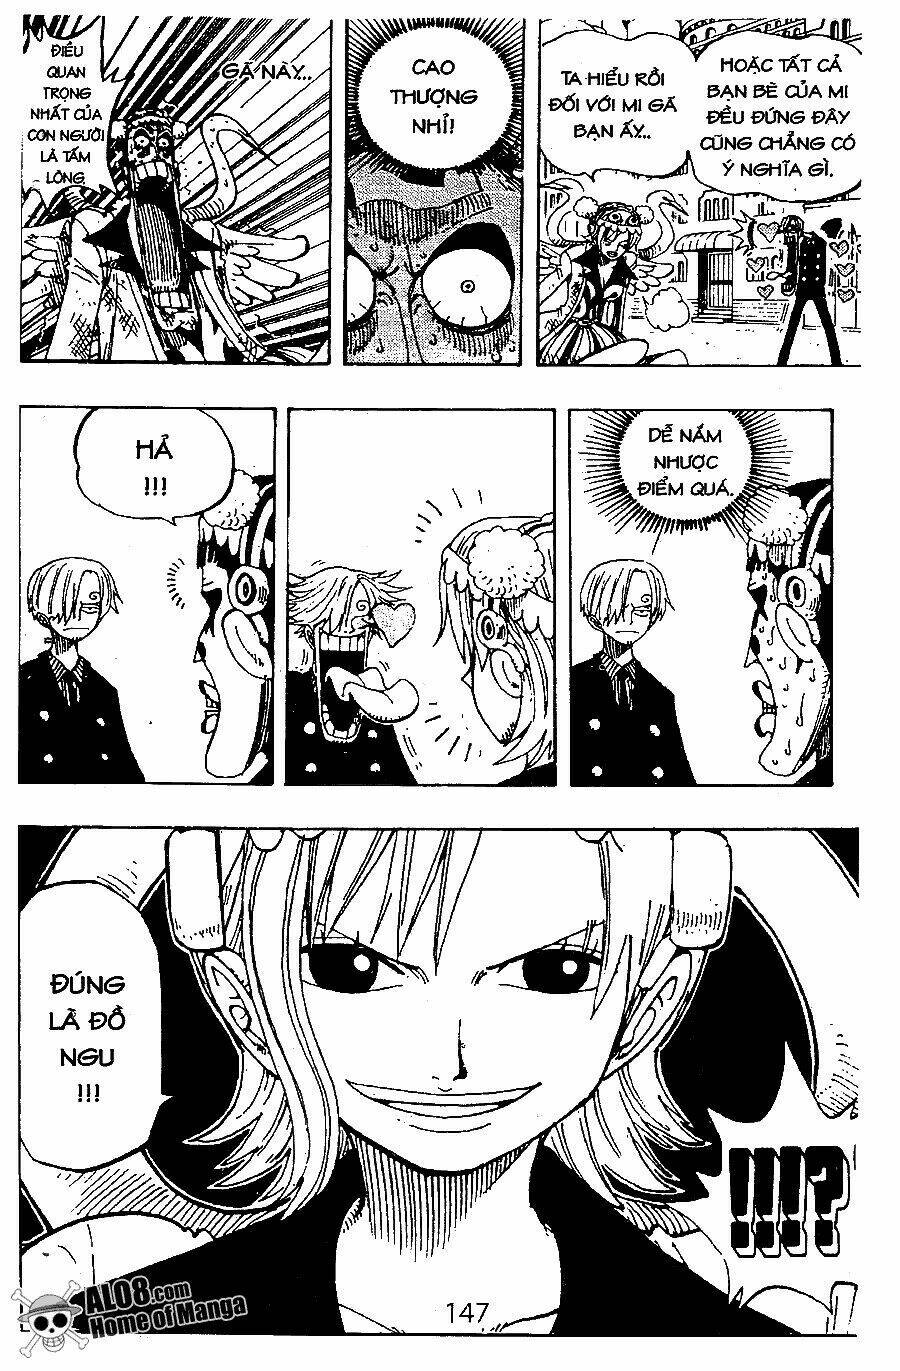 HOẶC TẤT CẢ
BẠN BÈ CỦA MI
ĐỀU ĐỨNG ĐÂY
CŨNG CHẲNG CÓ
Ý NGHĨA GÌ.
TA HIỂU RỒI
ĐỐI VỚI MI GÃ
BẠN ẤY...
CAO
THƯỢNG
NHỈ!
GÃ NÀY...
ĐIỀU
QUAN
TRỌNG
NHẤT CỦA
CON NGƯỜI
LÀ TẤM
LÒNG
DỄ NẮM
NHƯỢC
ĐIỂM QUÁ.
HẢ
!!!
ĐÚNG
LÀ ĐỒ
NGU
!!!
!!!!?
147
ALO8.com
Home of Manga